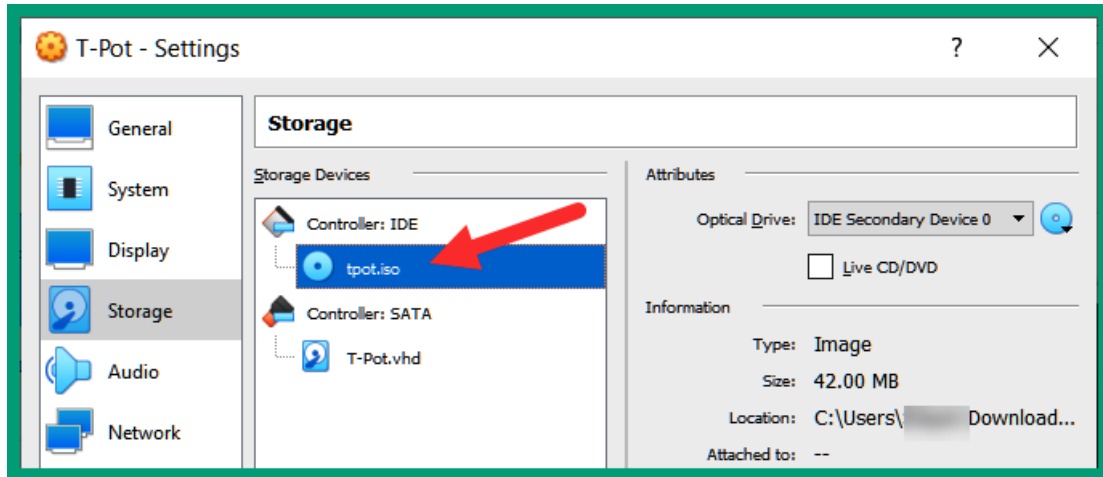 T-Pot - Settings ? ×
General
System
Display
Storage
Audio
Network
Storage
Storage Devices
Controller: IDE
tpot.iso
Controller: SATA
T-Pot.vhd
Attributes
Optical Drive: IDE Secondary Device 0
Live CD/DVD
Information
Type: Image
Size: 42.00 MB
Location: C:\Users\ Download...
Attached to: --